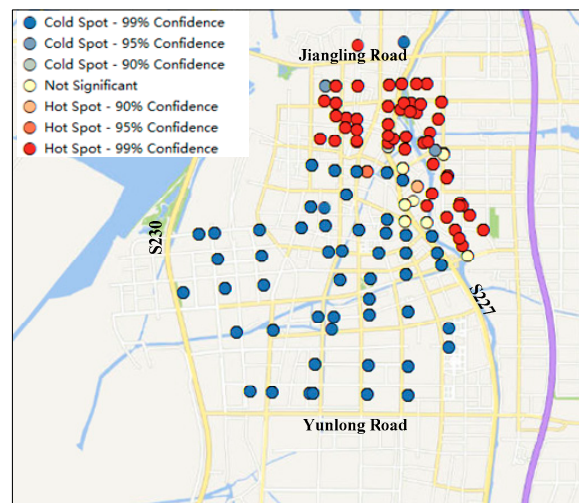 Cold Spot - 99% Confidence
Cold Spot - 95% Confidence
Cold Spot - 90% Confidence
Not Significant
Hot Spot - 90% Confidence
Hot Spot - 95% Confidence
Hot Spot - 99% Confidence
Jiangling Road
S230
S227
Yunlong Road